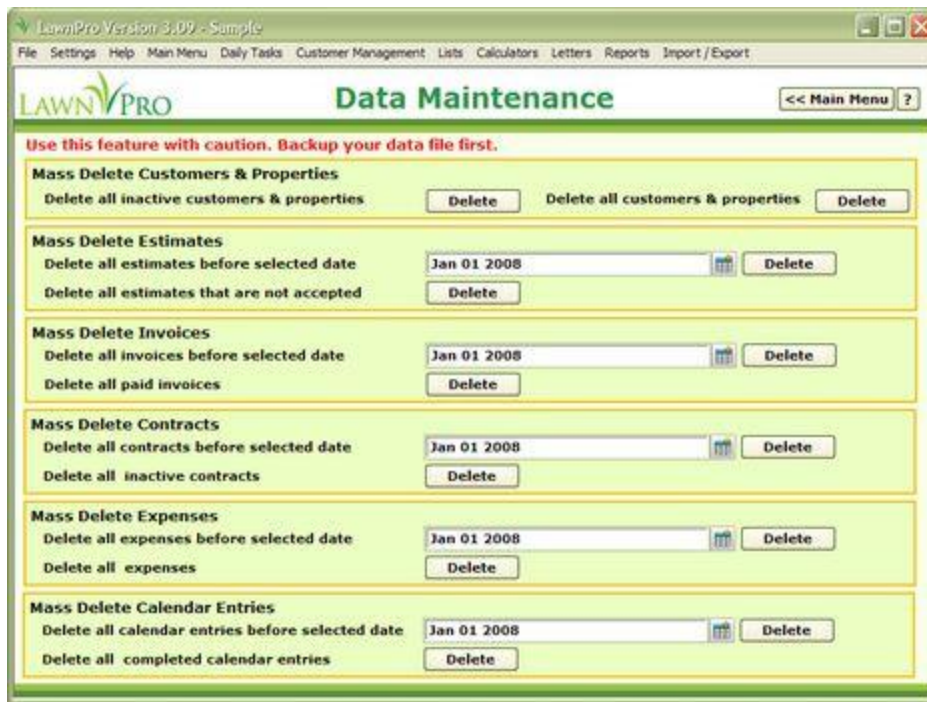 LawnPro Version 3.09 - Sample
File Settings Help Main Menu Daily Tasks Customer Management Lists Calculators Letters Reports Import / Export
LAWN PRO Data Maintenance << Main Menu ?
Use this feature with caution. Backup your data file first.
Mass Delete Customers & Properties
Delete all inactive customers & properties Delete Delete all customers & properties Delete
Mass Delete Estimates
Delete all estimates before selected date Jan 01 2008 Delete
Delete all estimates that are not accepted Delete
Mass Delete Invoices
Delete all invoices before selected date Jan 01 2008 Delete
Delete all paid invoices Delete
Mass Delete Contracts
Delete all contracts before selected date Jan 01 2008 Delete
Delete all inactive contracts Delete
Mass Delete Expenses
Delete all expenses before selected date Jan 01 2008 Delete
Delete all expenses Delete
Mass Delete Calendar Entries
Delete all calendar entries before selected date Jan 01 2008 Delete
Delete all completed calendar entries Delete